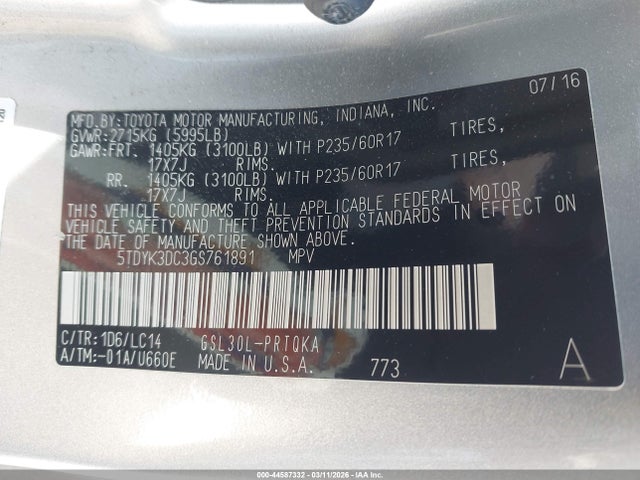 07/16
MFD.BY:TOYOTA MOTOR MANUFACTURING, INDIANA, INC.
GVWR:2715KG (5995LB)
GAWR:FRT. 1405KG (3100LB) WITH P235/60R17 TIRES,
17X7J RIMS.
RR. 1405KG (3100LB) WITH P235/60R17 TIRES,
17X7J RIMS.
THIS VEHICLE CONFORMS TO ALL APPLICABLE FEDERAL MOTOR
VEHICLE SAFETY AND THEFT PREVENTION STANDARDS IN EFFECT ON
THE DATE OF MANUFACTURE SHOWN ABOVE.
5TDYK3DC3GS761891 MPV
C/TR:1D6/LC14 GSL30L-PRTQKA
A/TM:-01A/U660E MADE IN U.S.A. 773 A
000-44587332 - 03/11/2026 - IAA